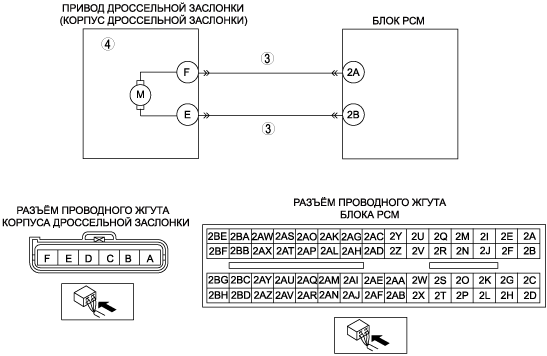 ПРИВОД ДРОССЕЛЬНОЙ ЗАСЛОНКИ
(КОРПУС ДРОССЕЛЬНОЙ ЗАСЛОНКИ)
БЛОК PCM
4
3
F
2A
M
E
2B
3
РАЗЪЁМ ПРОВОДНОГО ЖГУТА
КОРПУСА ДРОССЕЛЬНОЙ ЗАСЛОНКИ
F E D C B A
РАЗЪЁМ ПРОВОДНОГО ЖГУТА
БЛОКА PCM
2BE 2BA 2AW 2AS 2AO 2AK 2AG 2AC 2Y 2U 2Q 2M 2I 2E 2A
2BF 2BB 2AX 2AT 2AP 2AL 2AH 2AD 2Z 2V 2R 2N 2J 2F 2B
2BG 2BC 2AY 2AU 2AQ 2AM 2AI 2AE 2AA 2W 2S 2O 2K 2G 2C
2BH 2BD 2AZ 2AV 2AR 2AN 2AJ 2AF 2AB 2X 2T 2P 2L 2H 2D